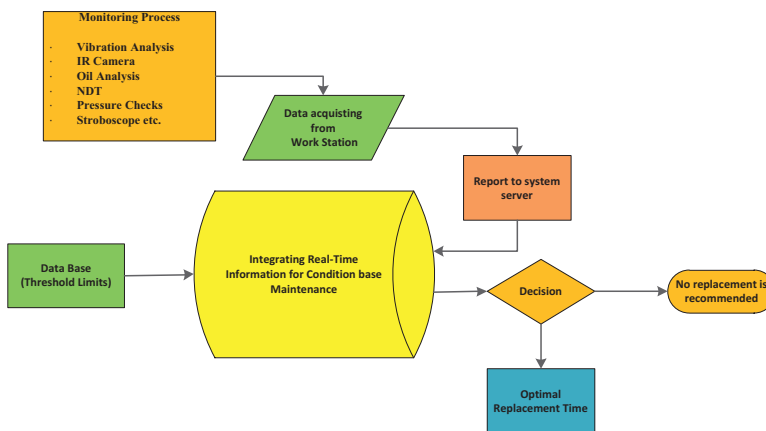 Monitoring Process
· Vibration Analysis
· IR Camera
· Oil Analysis
· NDT
· Pressure Checks
· Stroboscope etc.
Data acquisting
from
Work Station
Report to system
server
Data Base
(Threshold Limits)
Integrating Real-Time
Information for Condition base
Maintenance
Decision
No replacement is
recommended
Optimal
Replacement Time